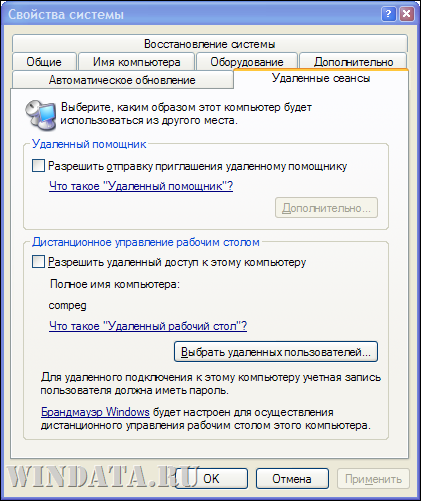 Свойства системы
Восстановление системы
Общие
Имя компьютера
Оборудование
Дополнительно
Автоматическое обновление
Удаленные сеансы
Выберите, каким образом этот компьютер будет
использоваться из другого места.
Удаленный помощник
Разрешить отправку приглашения удаленному помощнику
Что такое "Удаленный помощник"?
Дополнительно...
Дистанционное управление рабочим столом
Разрешить удаленный доступ к этому компьютеру
Полное имя компьютера:
compeg
Что такое "Удаленный рабочий стол"?
Выбрать удаленных пользователей...
Для удаленного подключения к этому компьютеру учетная запись
пользователя должна иметь пароль.
Брандмауэр Windows будет настроен для осуществления
дистанционного управления рабочим столом этого компьютера.
WINDATA.RU
ОК
Отмена
Применить